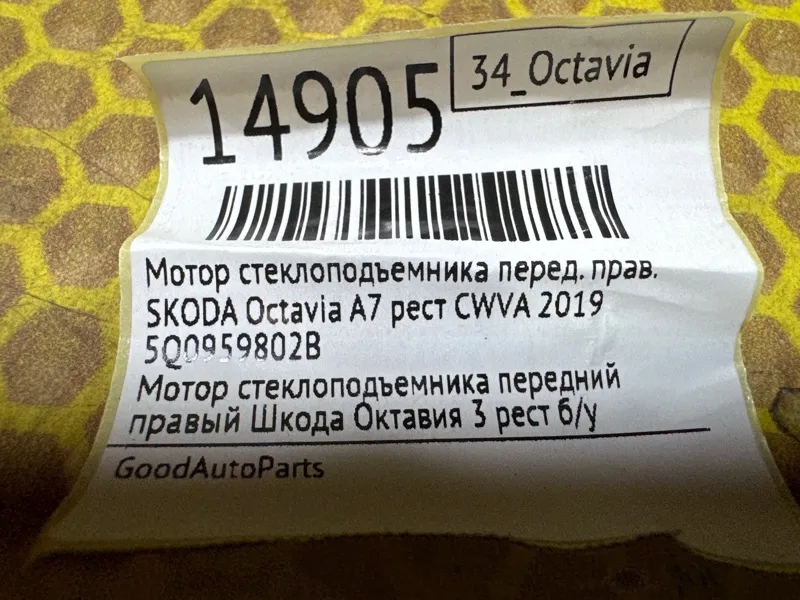 14905
34_Octavia
Мотор стеклоподъемника перед. прав.
SKODA Octavia A7 рест CWVA 2019
5Q0959802B
Мотор стеклоподъемника передний
правый Шкода Октавия 3 рест б/у
GoodAutoParts